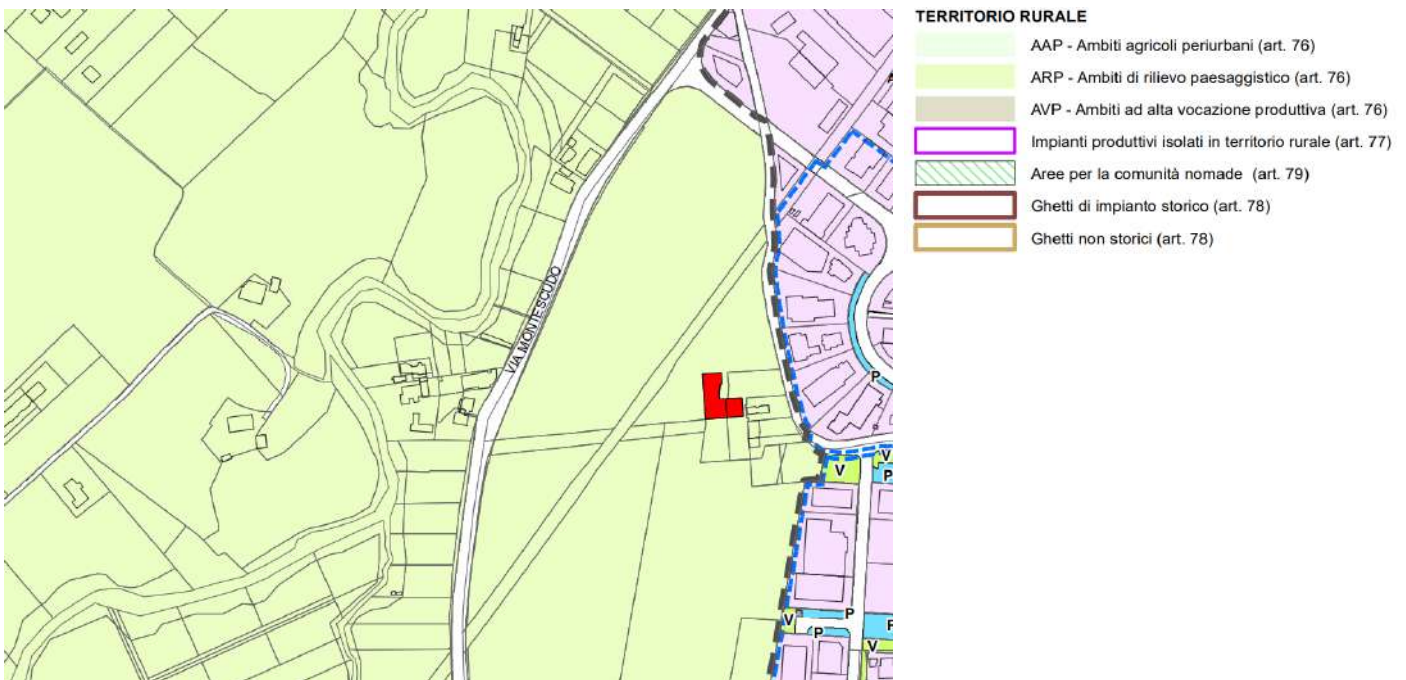 TERRITORIO RURALE
AAP - Ambiti agricoli periurbani (art. 76)
ARP - Ambiti di rilievo paesaggistico (art. 76)
AVP - Ambiti ad alta vocazione produttiva (art. 76)
Impianti produttivi isolati in territorio rurale (art. 77)
Aree per la comunità nomade (art. 79)
Ghetti di impianto storico (art. 78)
Ghetti non storici (art. 78)
VIA MONTESCUDO
P
V
V
P
V
P
P
V